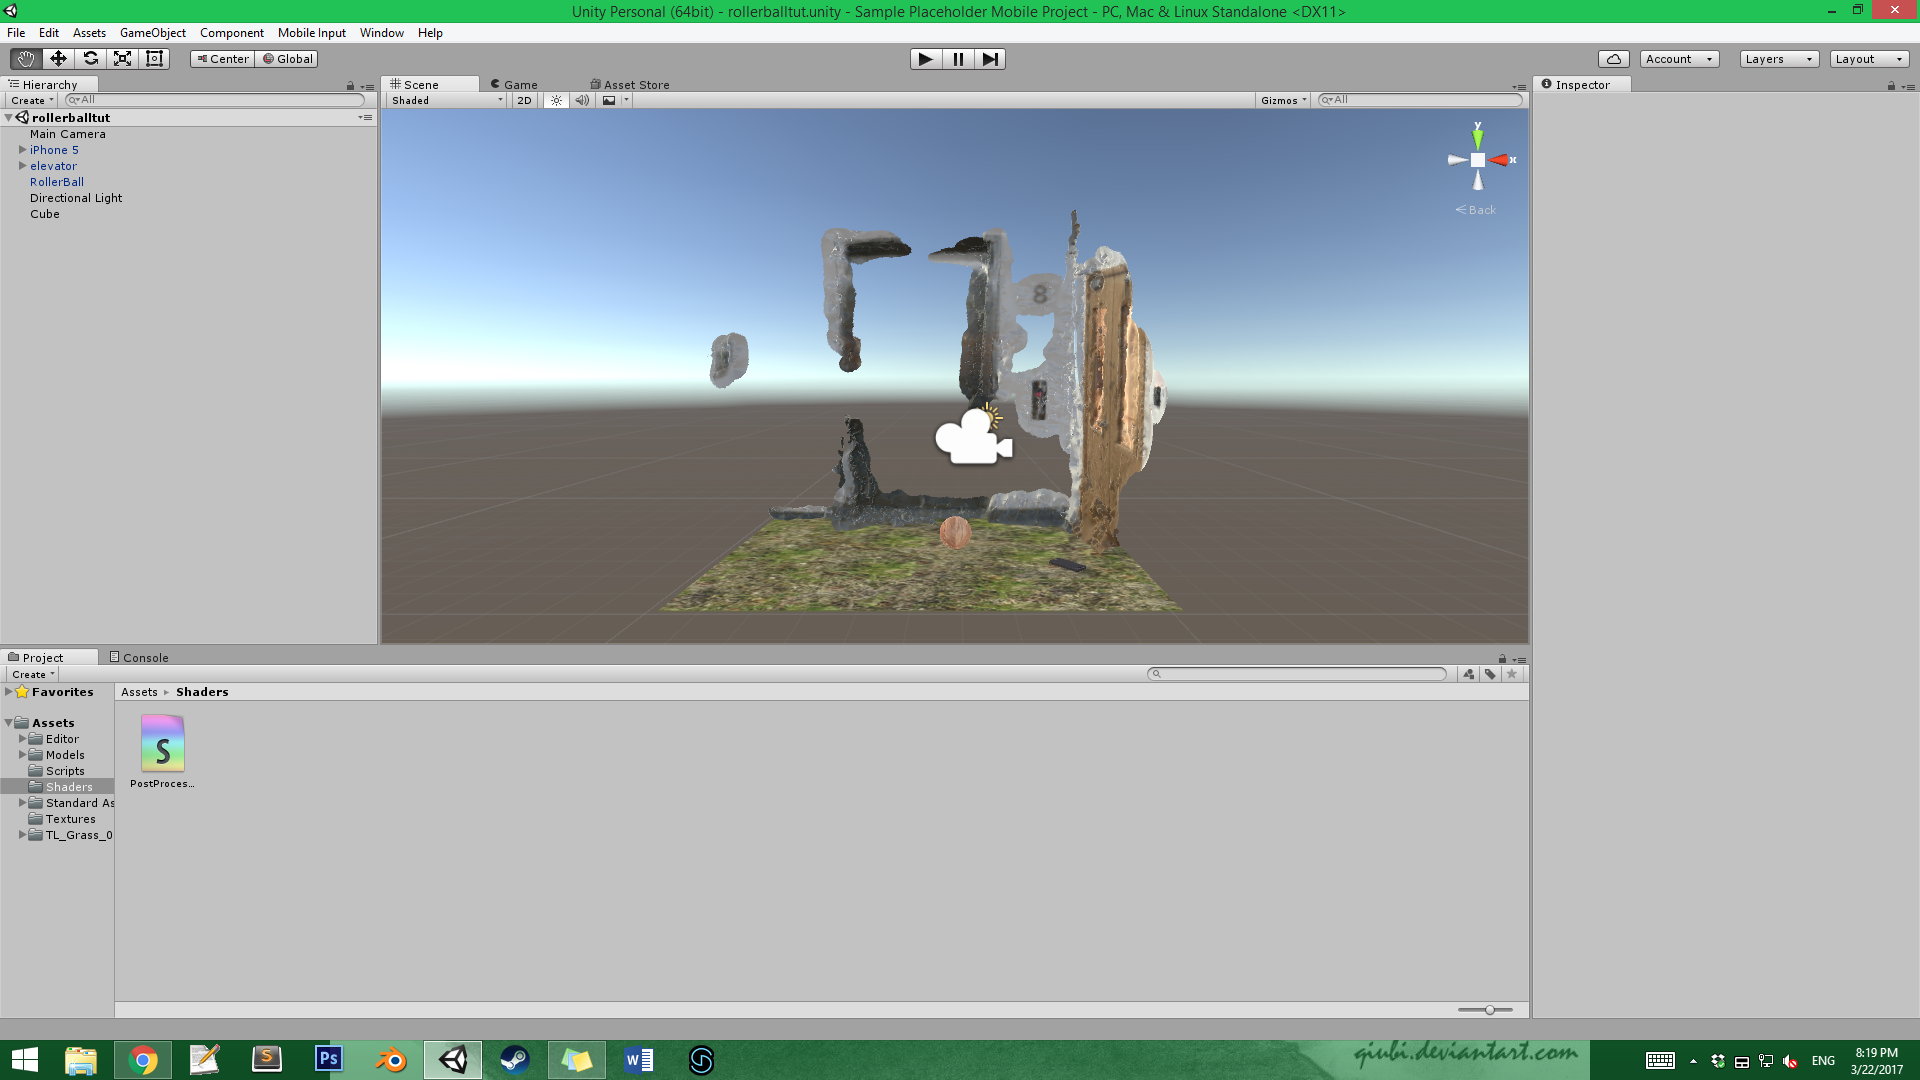 Unity Personal (64bit) - rollerballtut.unity - Sample Placeholder Mobile Project - PC, Mac & Linux Standalone <DX11>
File Edit Assets GameObject Component Mobile Input Window Help
Center Global Account Layers Layout
Hierarchy
Create All
rollerballtut
Main Camera
iPhone 5
elevator
RollerBall
Directional Light
Cube
Scene Game Asset Store
Shaded 2D Gizmos All
y
x
Back
8
Inspector
Project Console
Create
Favorites
Assets
Editor
Models
Scripts
Shaders
Standard As
Textures
TL_Grass_0
Assets Shaders
S
PostProces...
S
Ps
W
S
qiubi.deviantart.com
ENG
8:19 PM
3/22/2017